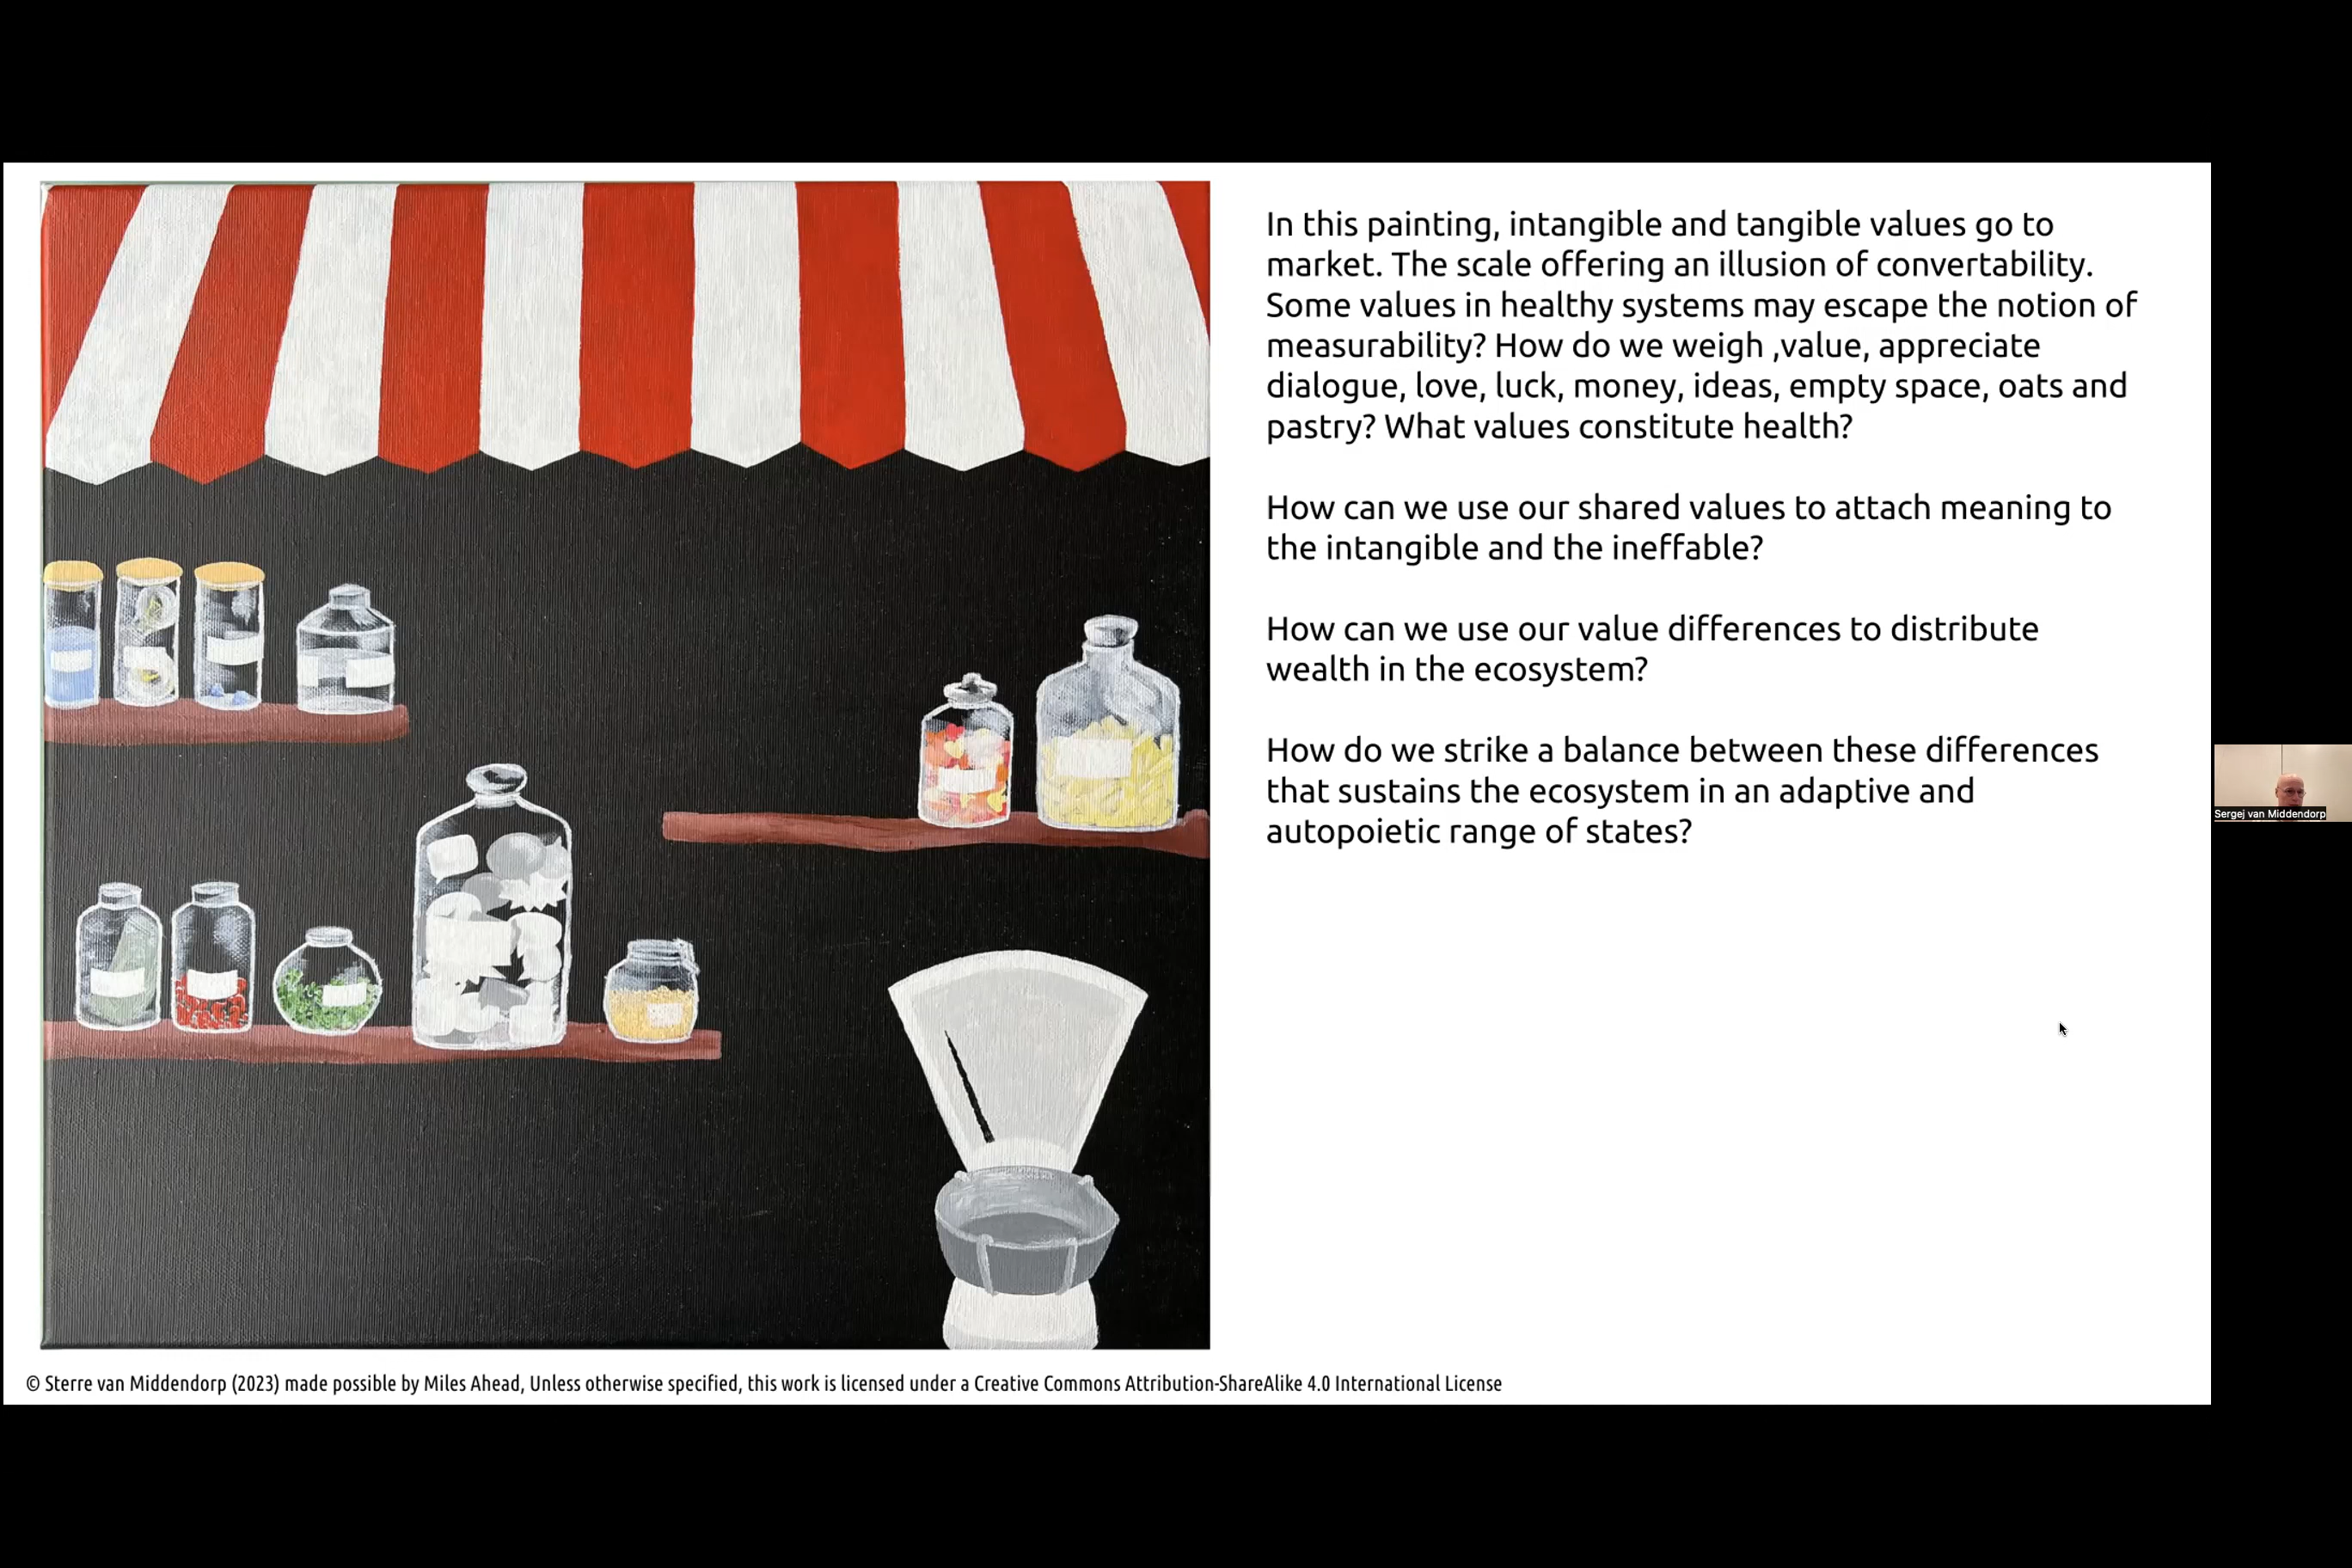 In this painting, intangible and tangible values go to
market. The scale offering an illusion of convertability.
Some values in healthy systems may escape the notion of
measurability? How do we weigh ,value, appreciate
dialogue, love, luck, money, ideas, empty space, oats and
pastry? What values constitute health?
How can we use our shared values to attach meaning to
the intangible and the ineffable?
How can we use our value differences to distribute
wealth in the ecosystem?
How do we strike a balance between these differences
that sustains the ecosystem in an adaptive and
autopoietic range of states?
Sergej van Middendorp
© Sterre van Middendorp (2023) made possible by Miles Ahead, Unless otherwise specified, this work is licensed under a Creative Commons Attribution-ShareAlike 4.0 International License